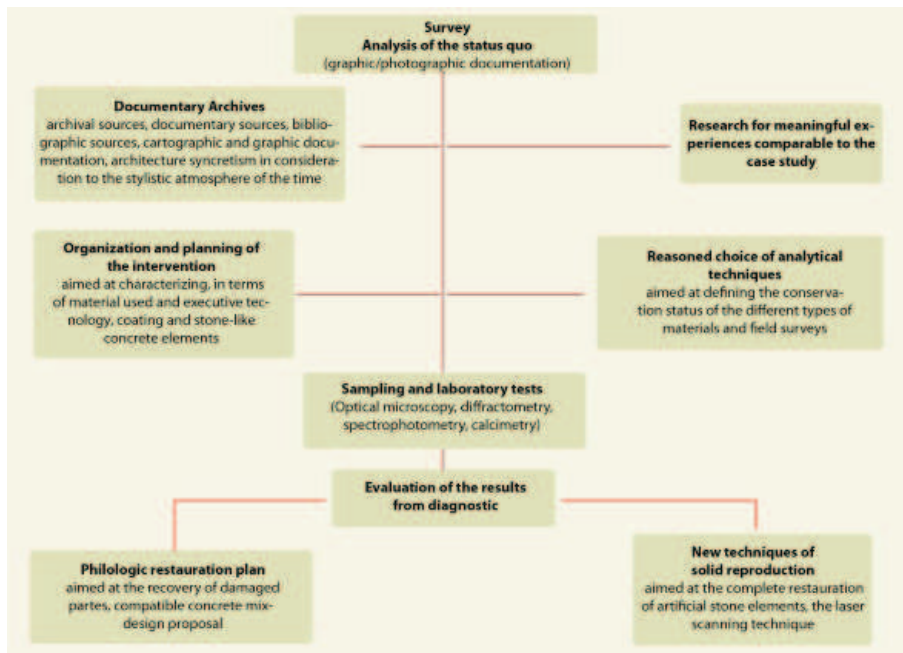 Survey
Analysis of the status quo
(graphic/photographic documentation)
Documentary Archives
archival sources, documentary sources, biblio-
graphic sources, cartographic and graphic docu-
mentation, architecture syncretism in considera-
tion to the stylistic atmosphere of the time
Research for meaningful ex-
periences comparable to the
case study
Organization and planning of
the intervention
aimed at characterizing, in terms
of material used and executive tec-
nology, coating and stone-like
concrete elements
Reasoned choice of analytical
techniques
aimed at defining the conserva-
tion status of the different types of
materials and field surveys
Sampling and laboratory tests
(Optical microscopy, diffractometry,
spectrophotometry, calcimetry)
Evaluation of the results
from diagnostic
Philologic restauration plan
aimed at the recovery of damaged
partes, compatible concrete mix-
design proposal
New techniques of
solid reproduction
aimed at the complete restauration
of artificial stone elements, the laser
scanning technique